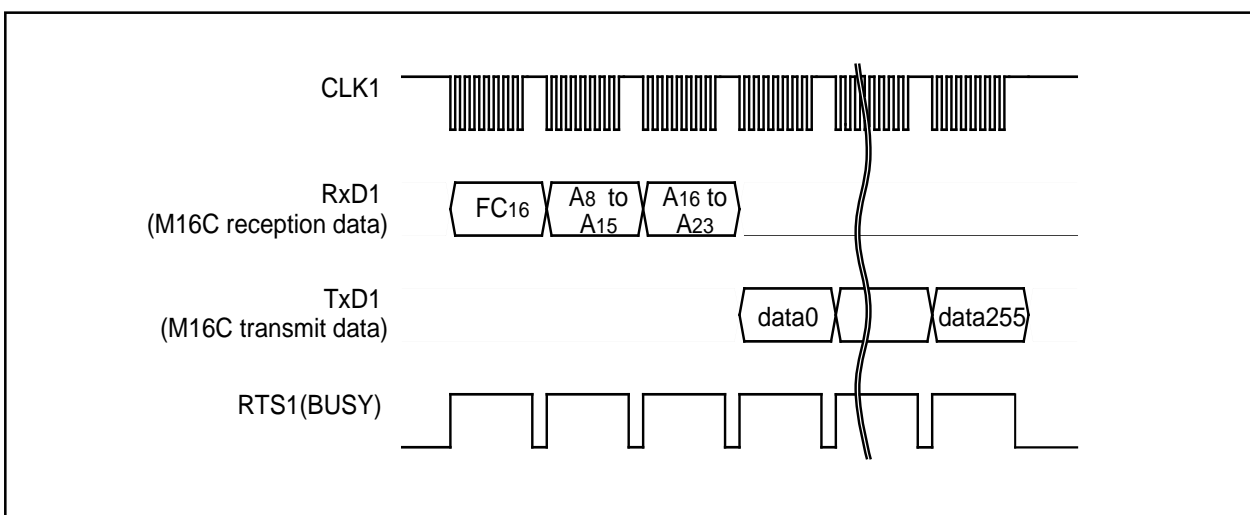 CLK1
RxD1
(M16C reception data)
FC16
A8 to
A15
A16 to
A23
TxD1
(M16C transmit data)
data0
data255
RTS1(BUSY)